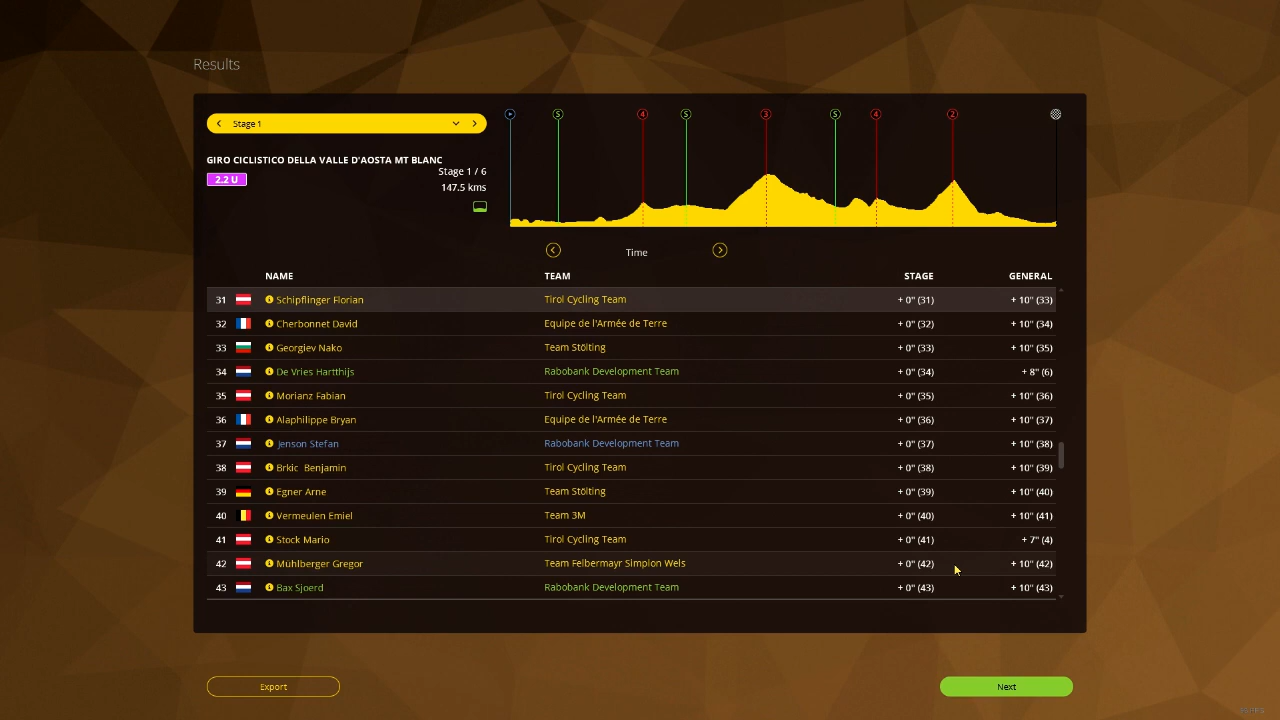 Results
Stage 1
S 4 S 3 S 4 2
GIRO CICLISTICO DELLA VALLE D'AOSTA MT BLANC
Stage 1 / 6
2.2 U
147.5 kms
Time
NAME TEAM STAGE GENERAL
31 Schipflinger Florian Tirol Cycling Team + 0" (31) + 10" (33)
32 Cherbonnet David Equipe de l'Armée de Terre + 0" (32) + 10" (34)
33 Georgiev Nako Team Stölting + 0" (33) + 10" (35)
34 De Vries Hartthijs Rabobank Development Team + 0" (34) + 8" (6)
35 Morianz Fabian Tirol Cycling Team + 0" (35) + 10" (36)
36 Alaphilippe Bryan Equipe de l'Armée de Terre + 0" (36) + 10" (37)
37 Jenson Stefan Rabobank Development Team + 0" (37) + 10" (38)
38 Brkic Benjamin Tirol Cycling Team + 0" (38) + 10" (39)
39 Egner Arne Team Stölting + 0" (39) + 10" (40)
40 Vermeulen Emiel Team 3M + 0" (40) + 10" (41)
41 Stock Mario Tirol Cycling Team + 0" (41) + 7" (4)
42 Mühlberger Gregor Team Felbermayr Simplon Wels + 0" (42) + 10" (42)
43 Bax Sjoerd Rabobank Development Team + 0" (43) + 10" (43)
Export Next